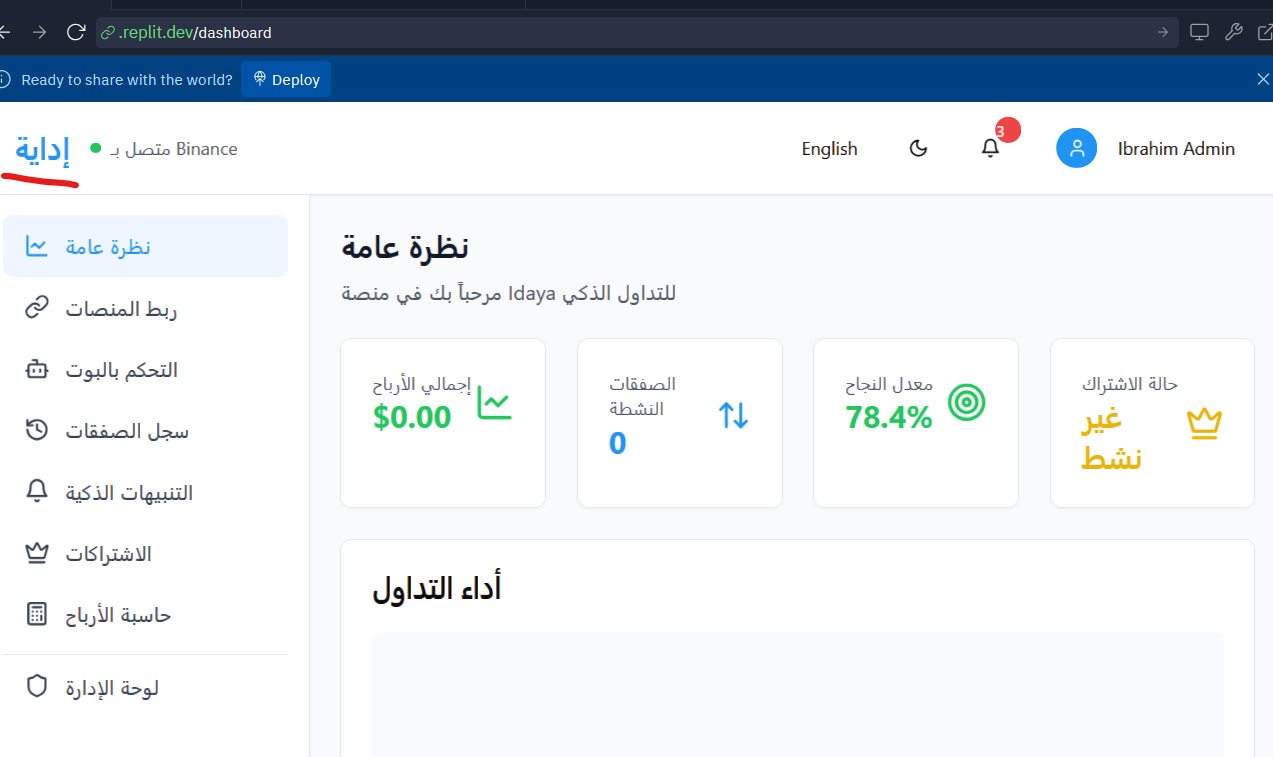 .replit.dev/dashboard
Ready to share with the world? Deploy
إداية
متصل بـ Binance
English
3
Ibrahim Admin
نظرة عامة
ربط المنصات
التحكم بالبوت
سجل الصفقات
التنبيهات الذكية
الاشتراكات
حاسبة الأرباح
لوحة الإدارة
نظرة عامة
للتداول الذكي Idaya مرحباً بك في منصة
إجمالي الأرباح
$0.00
الصفقات
النشطة
0
معدل النجاح
78.4%
حالة الاشتراك
غير
نشط
أداء التداول